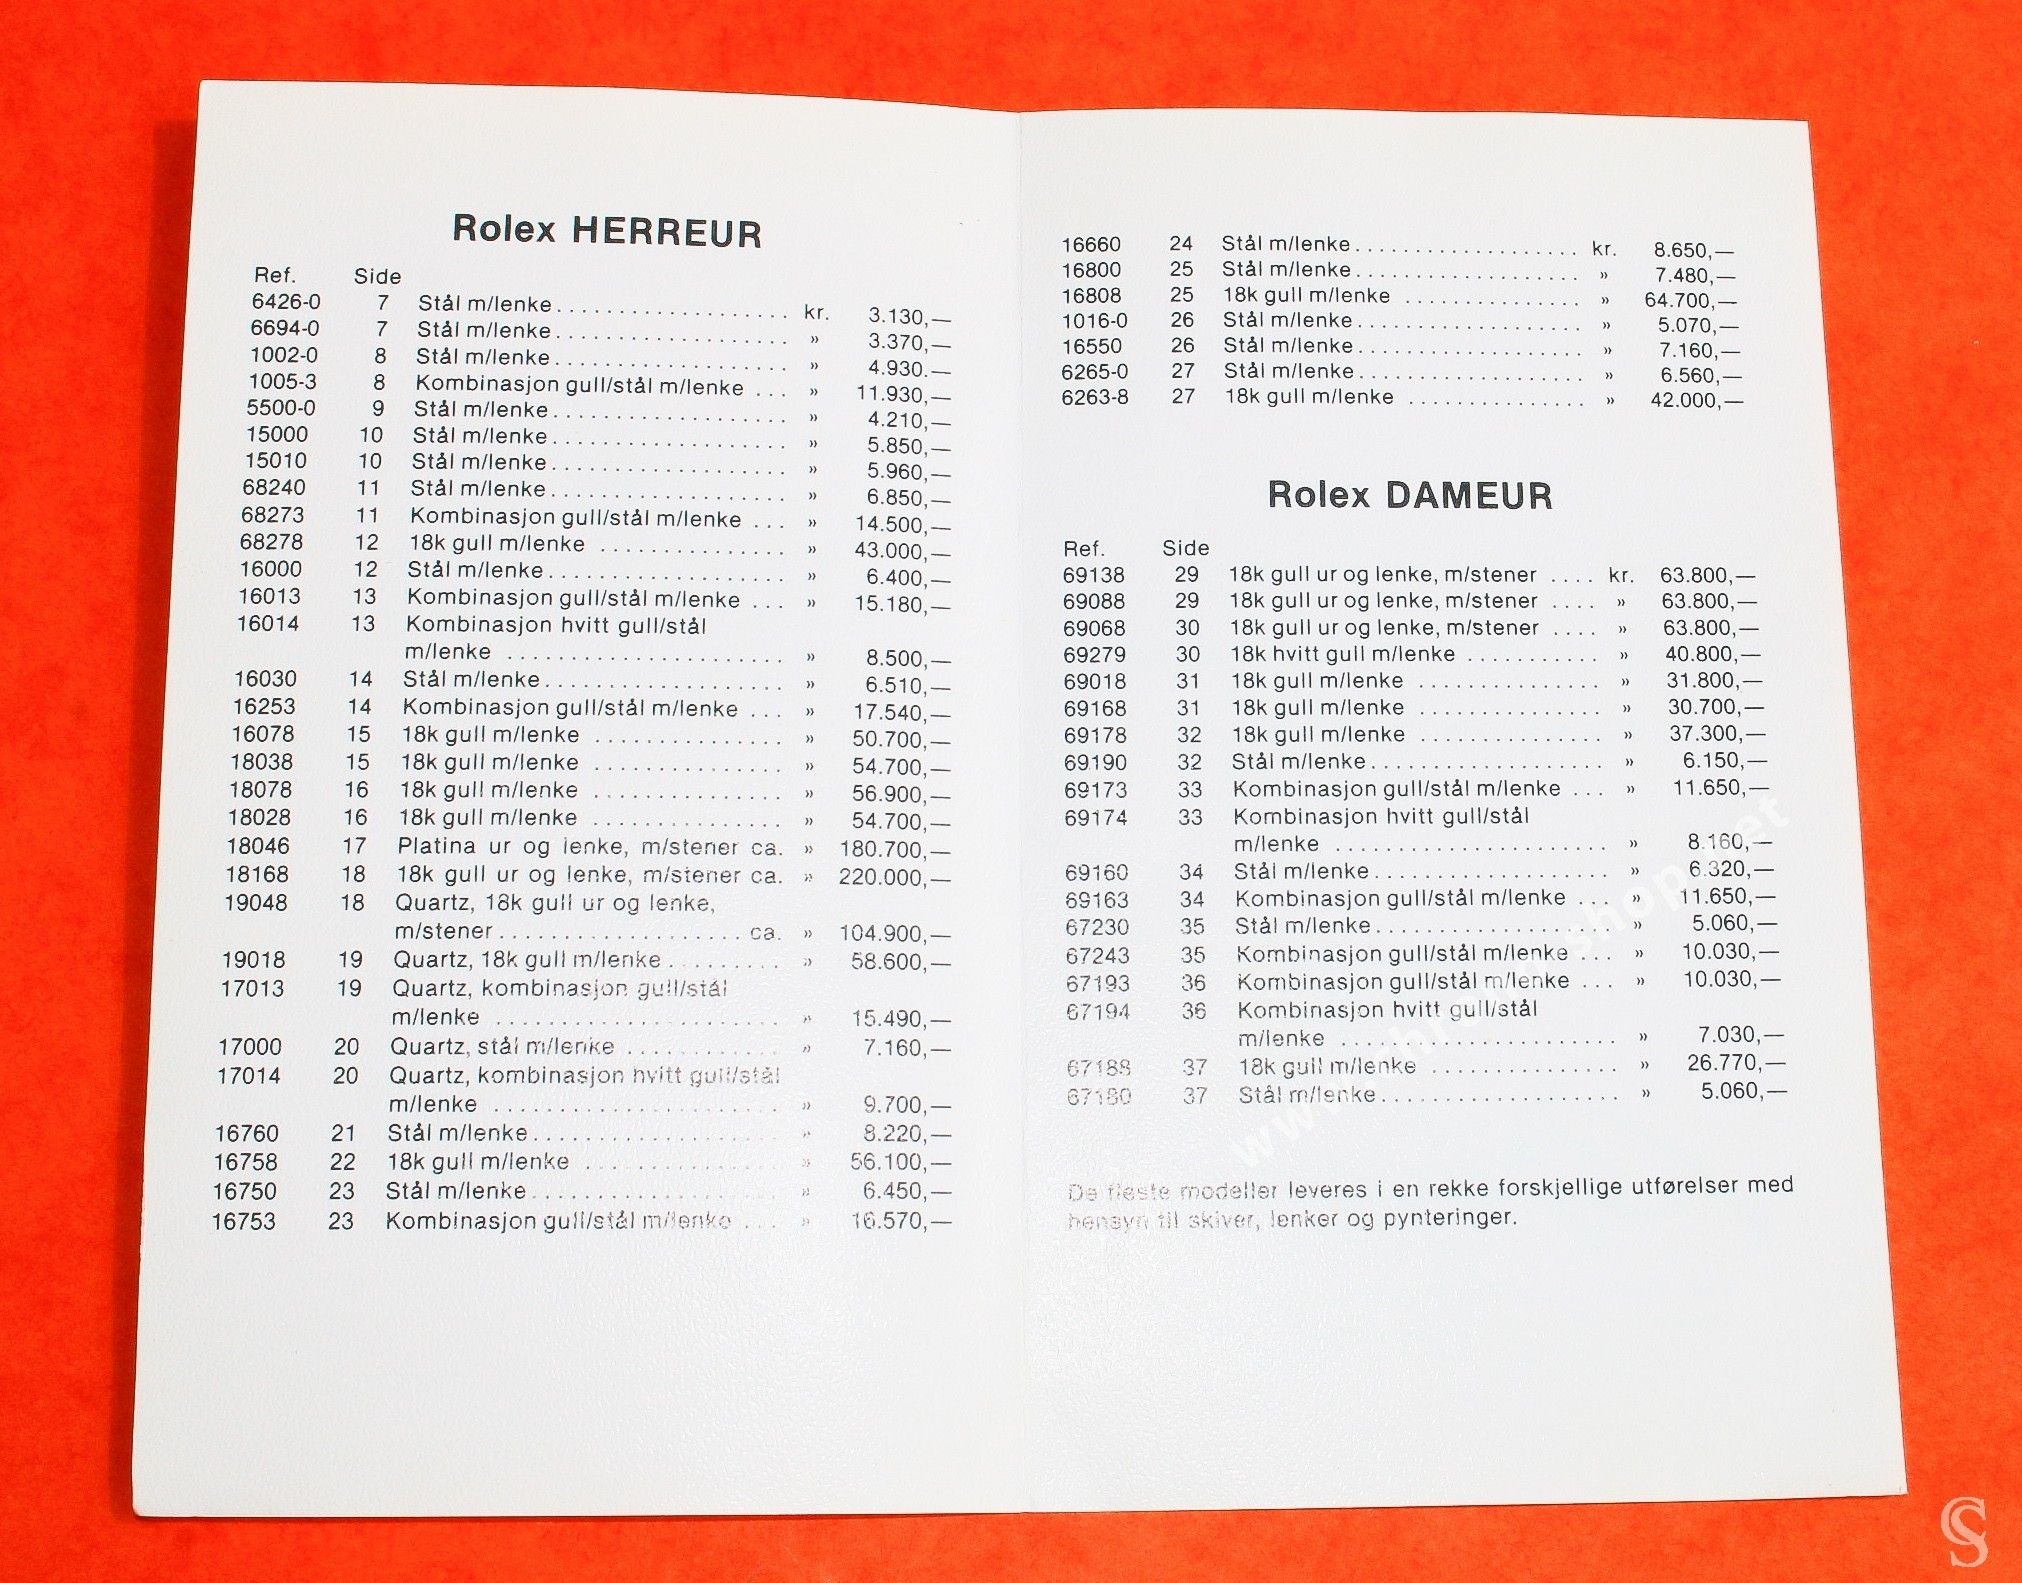 Rolex HERREUR
Ref. Side
6426-0 7 Stål m/lenke.................... kr. 3.130,—
6694-0 7 Stål m/lenke.................... » 3.370,—
1002-0 8 Stål m/lenke.................... » 4.930.—
1005-3 8 Kombinasjon gull/stål m/lenke ... » 11.930,—
5500-0 9 Stål m/lenke.................... » 4.210,—
15000 10 Stål m/lenke.................... » 5.850,—
15010 10 Stål m/lenke.................... » 5.960,—
68240 11 Stål m/lenke.................... » 6.850,—
68273 11 Kombinasjon gull/stål m/lenke ... » 14.500,—
68278 12 18k gull m/lenke ............... » 43.000,—
16000 12 Stål m/lenke.................... » 6.400,—
16013 13 Kombinasjon gull/stål m/lenke ... » 15.180,—
16014 13 Kombinasjon hvitt gull/stål
m/lenke ...................... » 8.500,—
16030 14 Stål m/lenke.................... » 6.510,—
16253 14 Kombinasjon gull/stål m/lenke ... » 17.540,—
16078 15 18k gull m/lenke ............... » 50.700,—
18038 15 18k gull m/lenke ............... » 54.700,—
18078 16 18k gull m/lenke ............... » 56.900,—
18028 16 18k gull m/lenke ............... » 54.700,—
18046 17 Platina ur og lenke, m/stener ca. » 180.700,—
18168 18 18k gull ur og lenke, m/stener ca. » 220.000,—
19048 18 Quartz, 18k gull ur og lenke,
m/stener................... ca. » 104.900,—
19018 19 Quartz, 18k gull m/lenke......... » 58.600,—
17013 19 Quartz, kombinasjon gull/stål
m/lenke ...................... » 15.490,—
17000 20 Quartz, stål m/lenke ............ » 7.160,—
17014 20 Quartz, kombinasjon hvitt gull/stål
m/lenke ...................... » 9.700,—
16760 21 Stål m/lenke.................... » 8.220,—
16758 22 18k gull m/lenke ............... » 56.100,—
16750 23 Stål m/lenke.................... » 6.450,—
16753 23 Kombinasjon gull/stål m/lenke ... » 16.570,—
16660 24 Stål m/lenke.................... kr. 8.650,—
16800 25 Stål m/lenke.................... » 7.480,—
16808 25 18k gull m/lenke ............... » 64.700,—
1016-0 26 Stål m/lenke.................... » 5.070,—
16550 26 Stål m/lenke.................... » 7.160,—
6265-0 27 Stål m/lenke.................... » 6.560,—
6263-8 27 18k gull m/lenke ............... » 42.000,—
Rolex DAMEUR
Ref. Side
69138 29 18k gull ur og lenke, m/stener .... kr. 63.800,—
69088 29 18k gull ur og lenke, m/stener .... » 63.800,—
69068 30 18k gull ur og lenke, m/stener .... » 63.800,—
69279 30 18k hvitt gull m/lenke ........... » 40.800,—
69018 31 18k gull m/lenke ............... » 31.800,—
69168 31 18k gull m/lenke ............... » 30.700,—
69178 32 18k gull m/lenke ............... » 37.300,—
69190 32 Stål m/lenke.................... » 6.150,—
69173 33 Kombinasjon gull/stål m/lenke ... » 11.650,—
69174 33 Kombinasjon hvitt gull/stål
m/lenke ...................... » 8.160,—
69160 34 Stål m/lenke.................... » 6.320,—
69163 34 Kombinasjon gull/stål m/lenke ... » 11.650,—
67230 35 Stål m/lenke.................... » 5.060,—
67243 35 Kombinasjon gull/stål m/lenke ... » 10.030,—
67193 36 Kombinasjon gull/stål m/lenke ... » 10.030,—
67194 36 Kombinasjon hvitt gull/stål
m/lenke ...................... » 7.030,—
67188 37 18k gull m/lenke ............... » 26.770,—
67180 37 Stål m/lenke.................... » 5.060,—
De fleste modeller leveres i en rekke forskjellige utførelser med
hensyn til skiver, lenker og pynteringer.